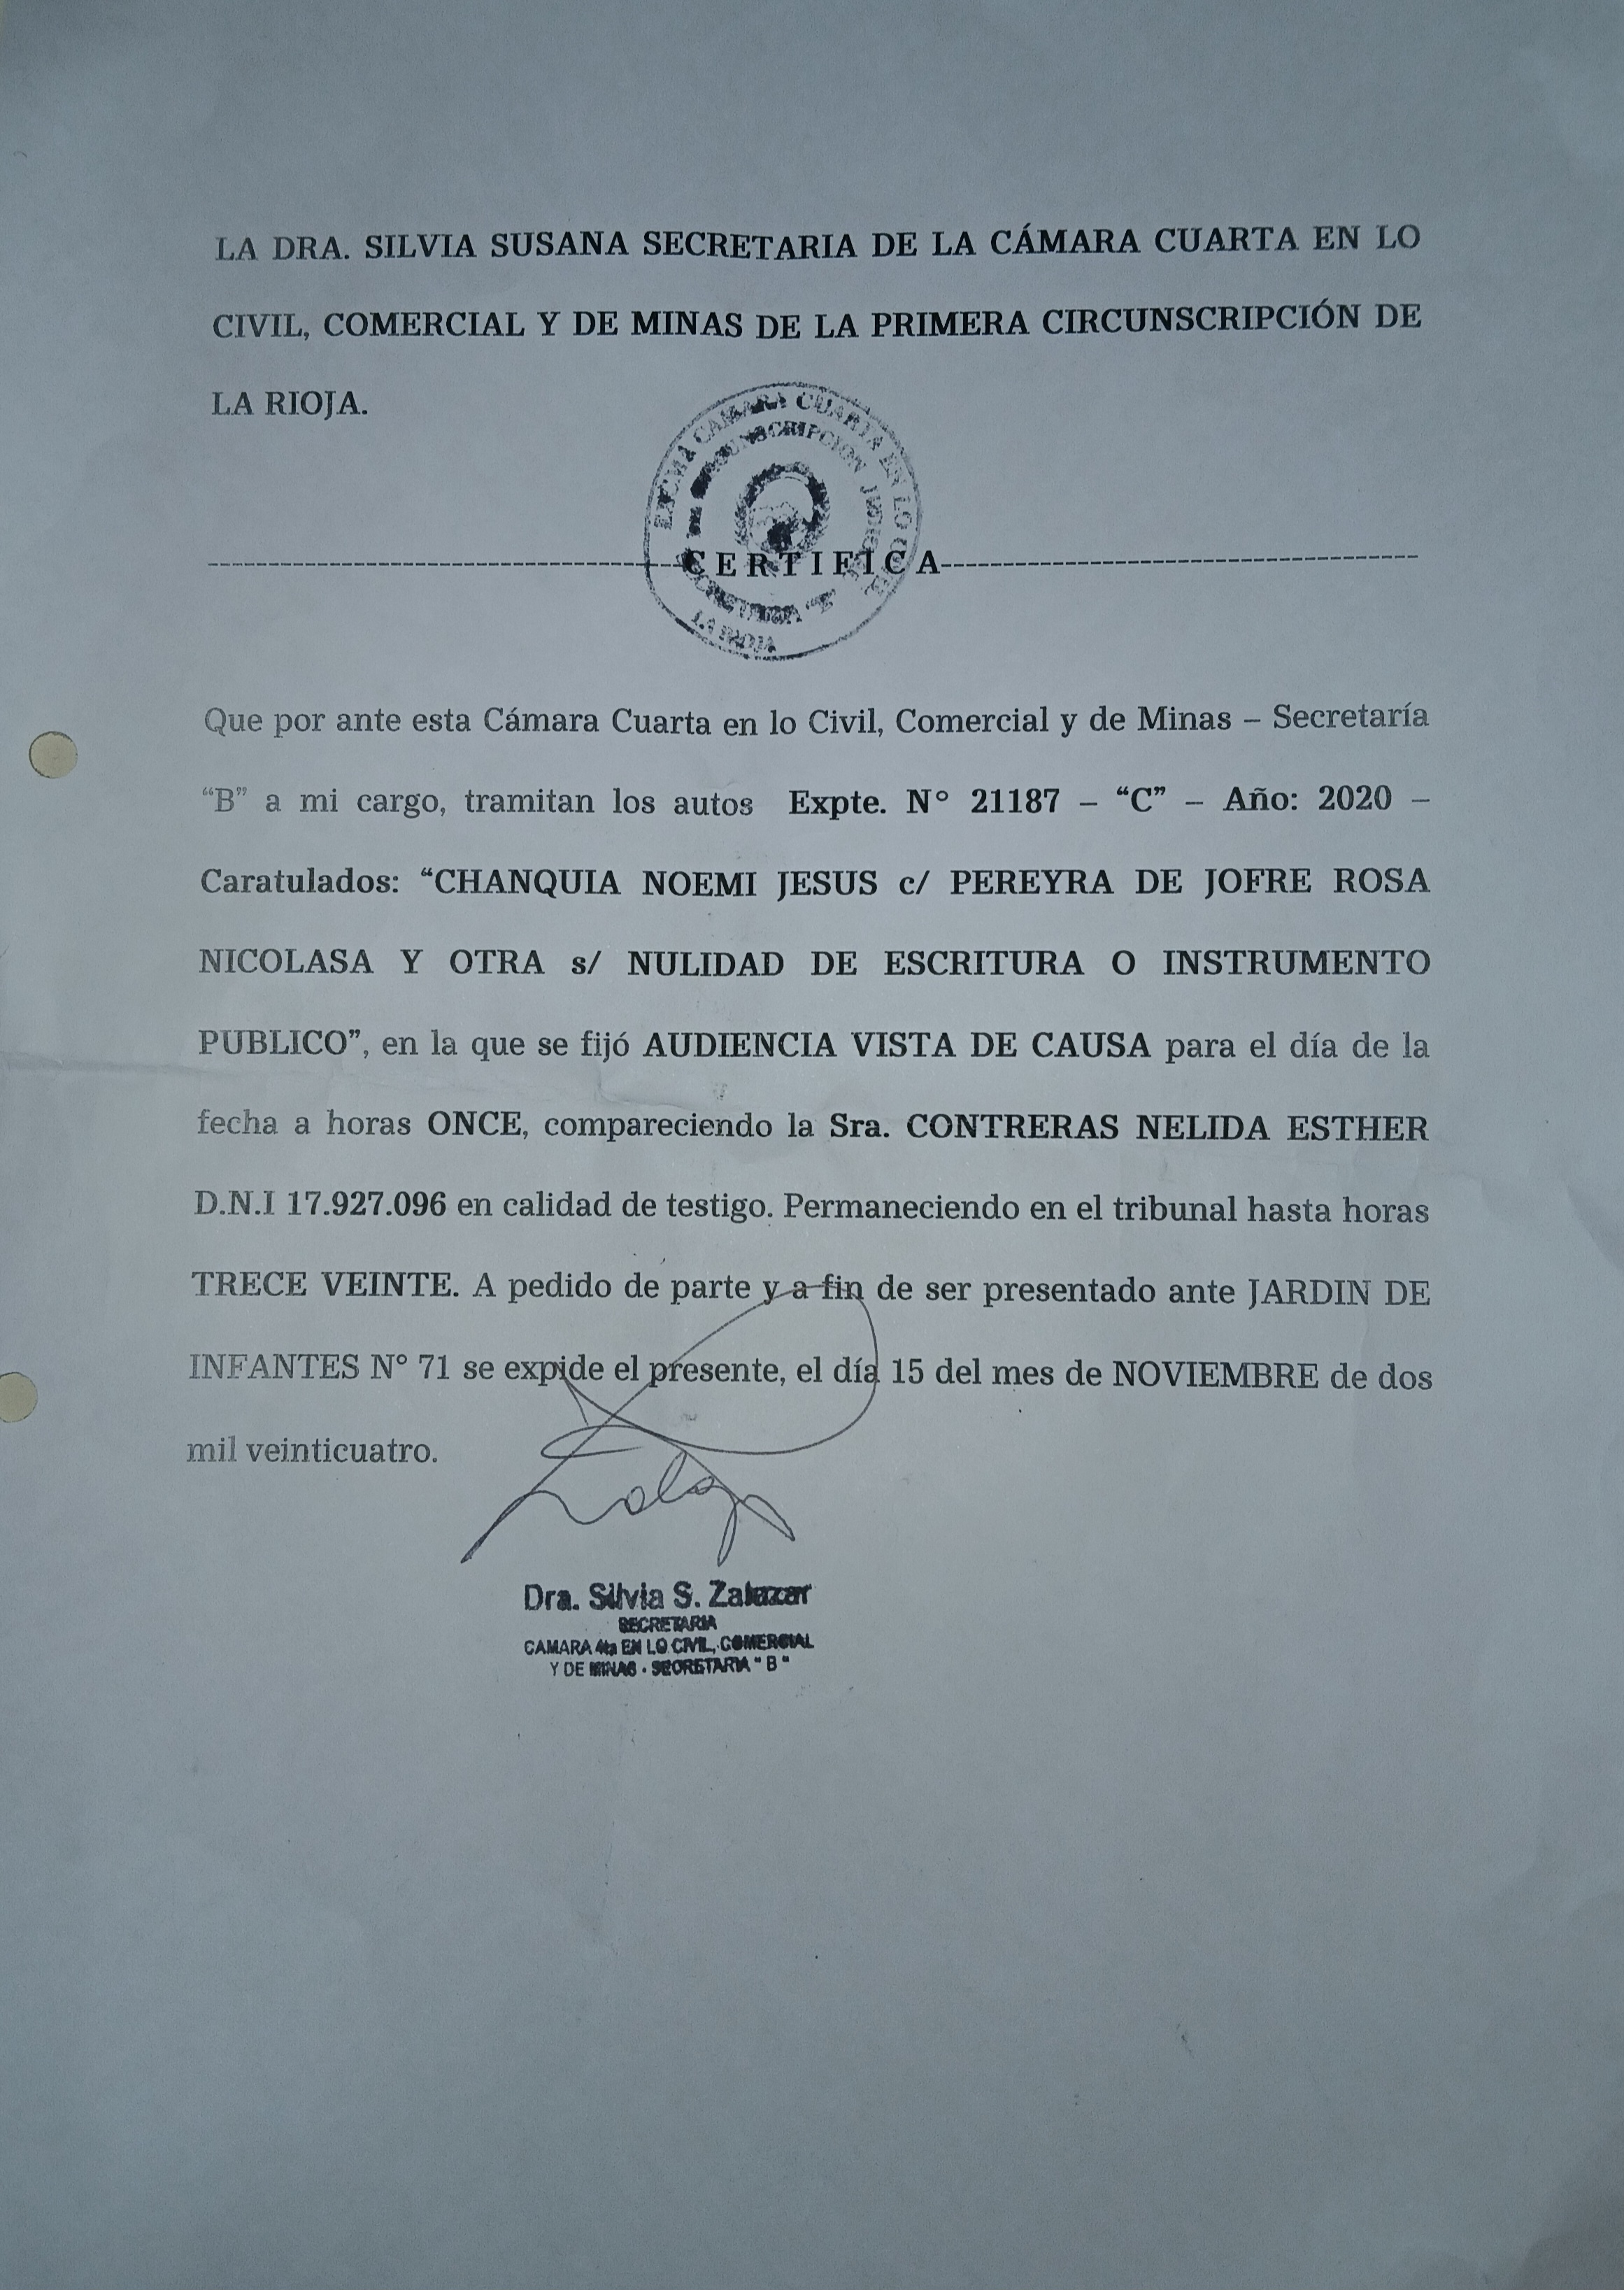 LA DRA. SILVIA SUSANA SECRETARIA DE LA CÁMARA CUARTA EN LO
CIVIL, COMERCIAL Y DE MINAS DE LA PRIMERA CIRCUNSCRIPCIÓN DE
LA RIOJA.
CAMARA CUARTA EN LO
LA RIOJA
----------------------------------------C E R T I F I C A----------------------------------------
Que por ante esta Cámara Cuarta en lo Civil, Comercial y de Minas – Secretaría
“B” a mi cargo, tramitan los autos Expte. N° 21187 – “C” – Año: 2020 –
Caratulados: “CHANQUIA NOEMI JESUS c/ PEREYRA DE JOFRE ROSA
NICOLASA Y OTRA s/ NULIDAD DE ESCRITURA O INSTRUMENTO
PUBLICO”, en la que se fijó AUDIENCIA VISTA DE CAUSA para el día de la
fecha a horas ONCE, compareciendo la Sra. CONTRERAS NELIDA ESTHER
D.N.I 17.927.096 en calidad de testigo. Permaneciendo en el tribunal hasta horas
TRECE VEINTE. A pedido de parte y a fin de ser presentado ante JARDIN DE
INFANTES N° 71 se expide el presente, el día 15 del mes de NOVIEMBRE de dos
mil veinticuatro.
Dra. Silvia S. Zalazar
SECRETARIA
CAMARA 4ta EN LO CIVIL, COMERCIAL
Y DE MINAS - SECRETARIA " B "